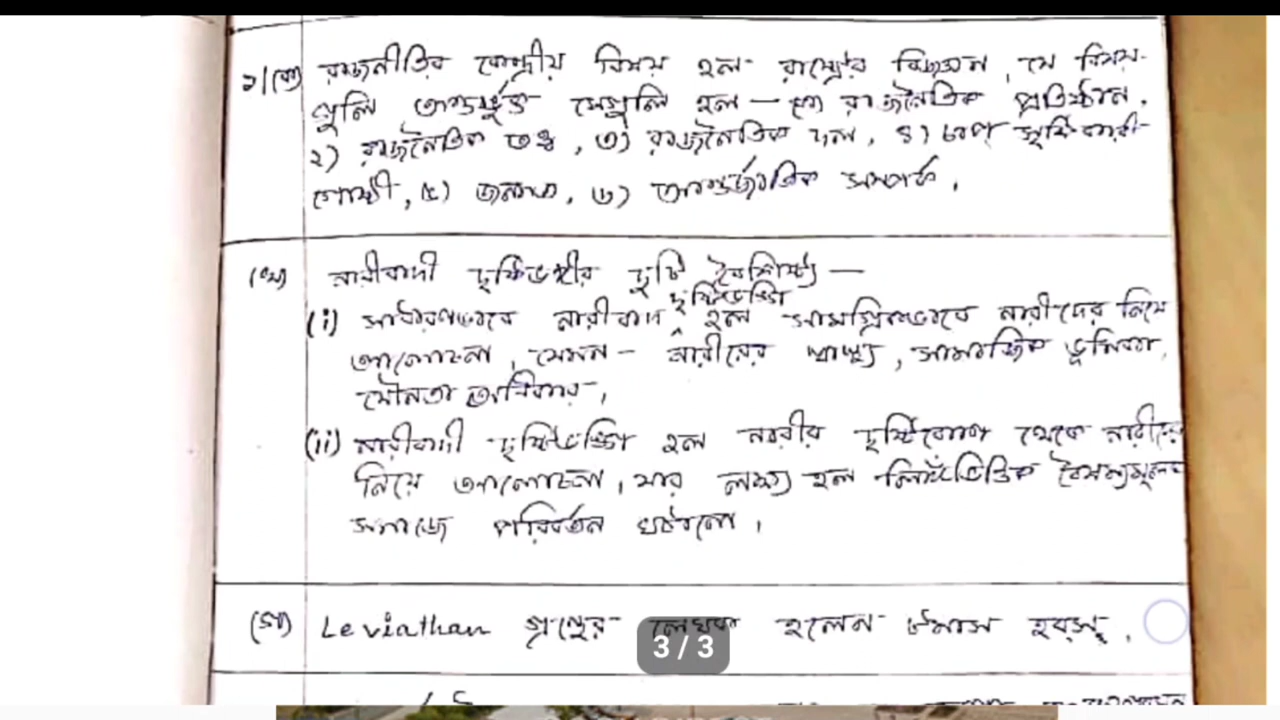 ২।(ক) রাজনীতির কেন্দ্রীয় বিষয় হল রাষ্ট্রের বিজ্ঞান, যে বিষয়-
গুলি অন্তর্ভুক্ত সেগুলি হল — ১) রাজনৈতিক প্রতিষ্ঠান,
২) রাজনৈতিক তত্ত্ব, ৩) রাজনৈতিক দল, ৪) চাপ সৃষ্টিকারী
গোষ্ঠী, ৫) জনমত, ৬) আন্তর্জাতিক সম্পর্ক,
(খ) নারীবাদী দৃষ্টিভঙ্গীর দুটি বৈশিষ্ট্য —
(i) সাধারণভাবে নারীবাদ দৃষ্টিভঙ্গি হল সামগ্রিকভাবে নারীদের নিয়ে
আলোচনা, যেমন - নারীদের স্বাস্থ্য, সামাজিক ভূমিকা,
যৌনতা অধিকার,
(ii) নারীবাদী দৃষ্টিভঙ্গি হল নারীর দৃষ্টিকোণ থেকে নারীদের
নিয়ে আলোচনা, যার লক্ষ্য হল লিঙ্গভিত্তিক বৈষম্যমূলক
সমাজে পরিবর্তন ঘটানো,
(গ) Leviathan গ্রন্থের লেখক হলেন টমাস হবস্,
3 / 3